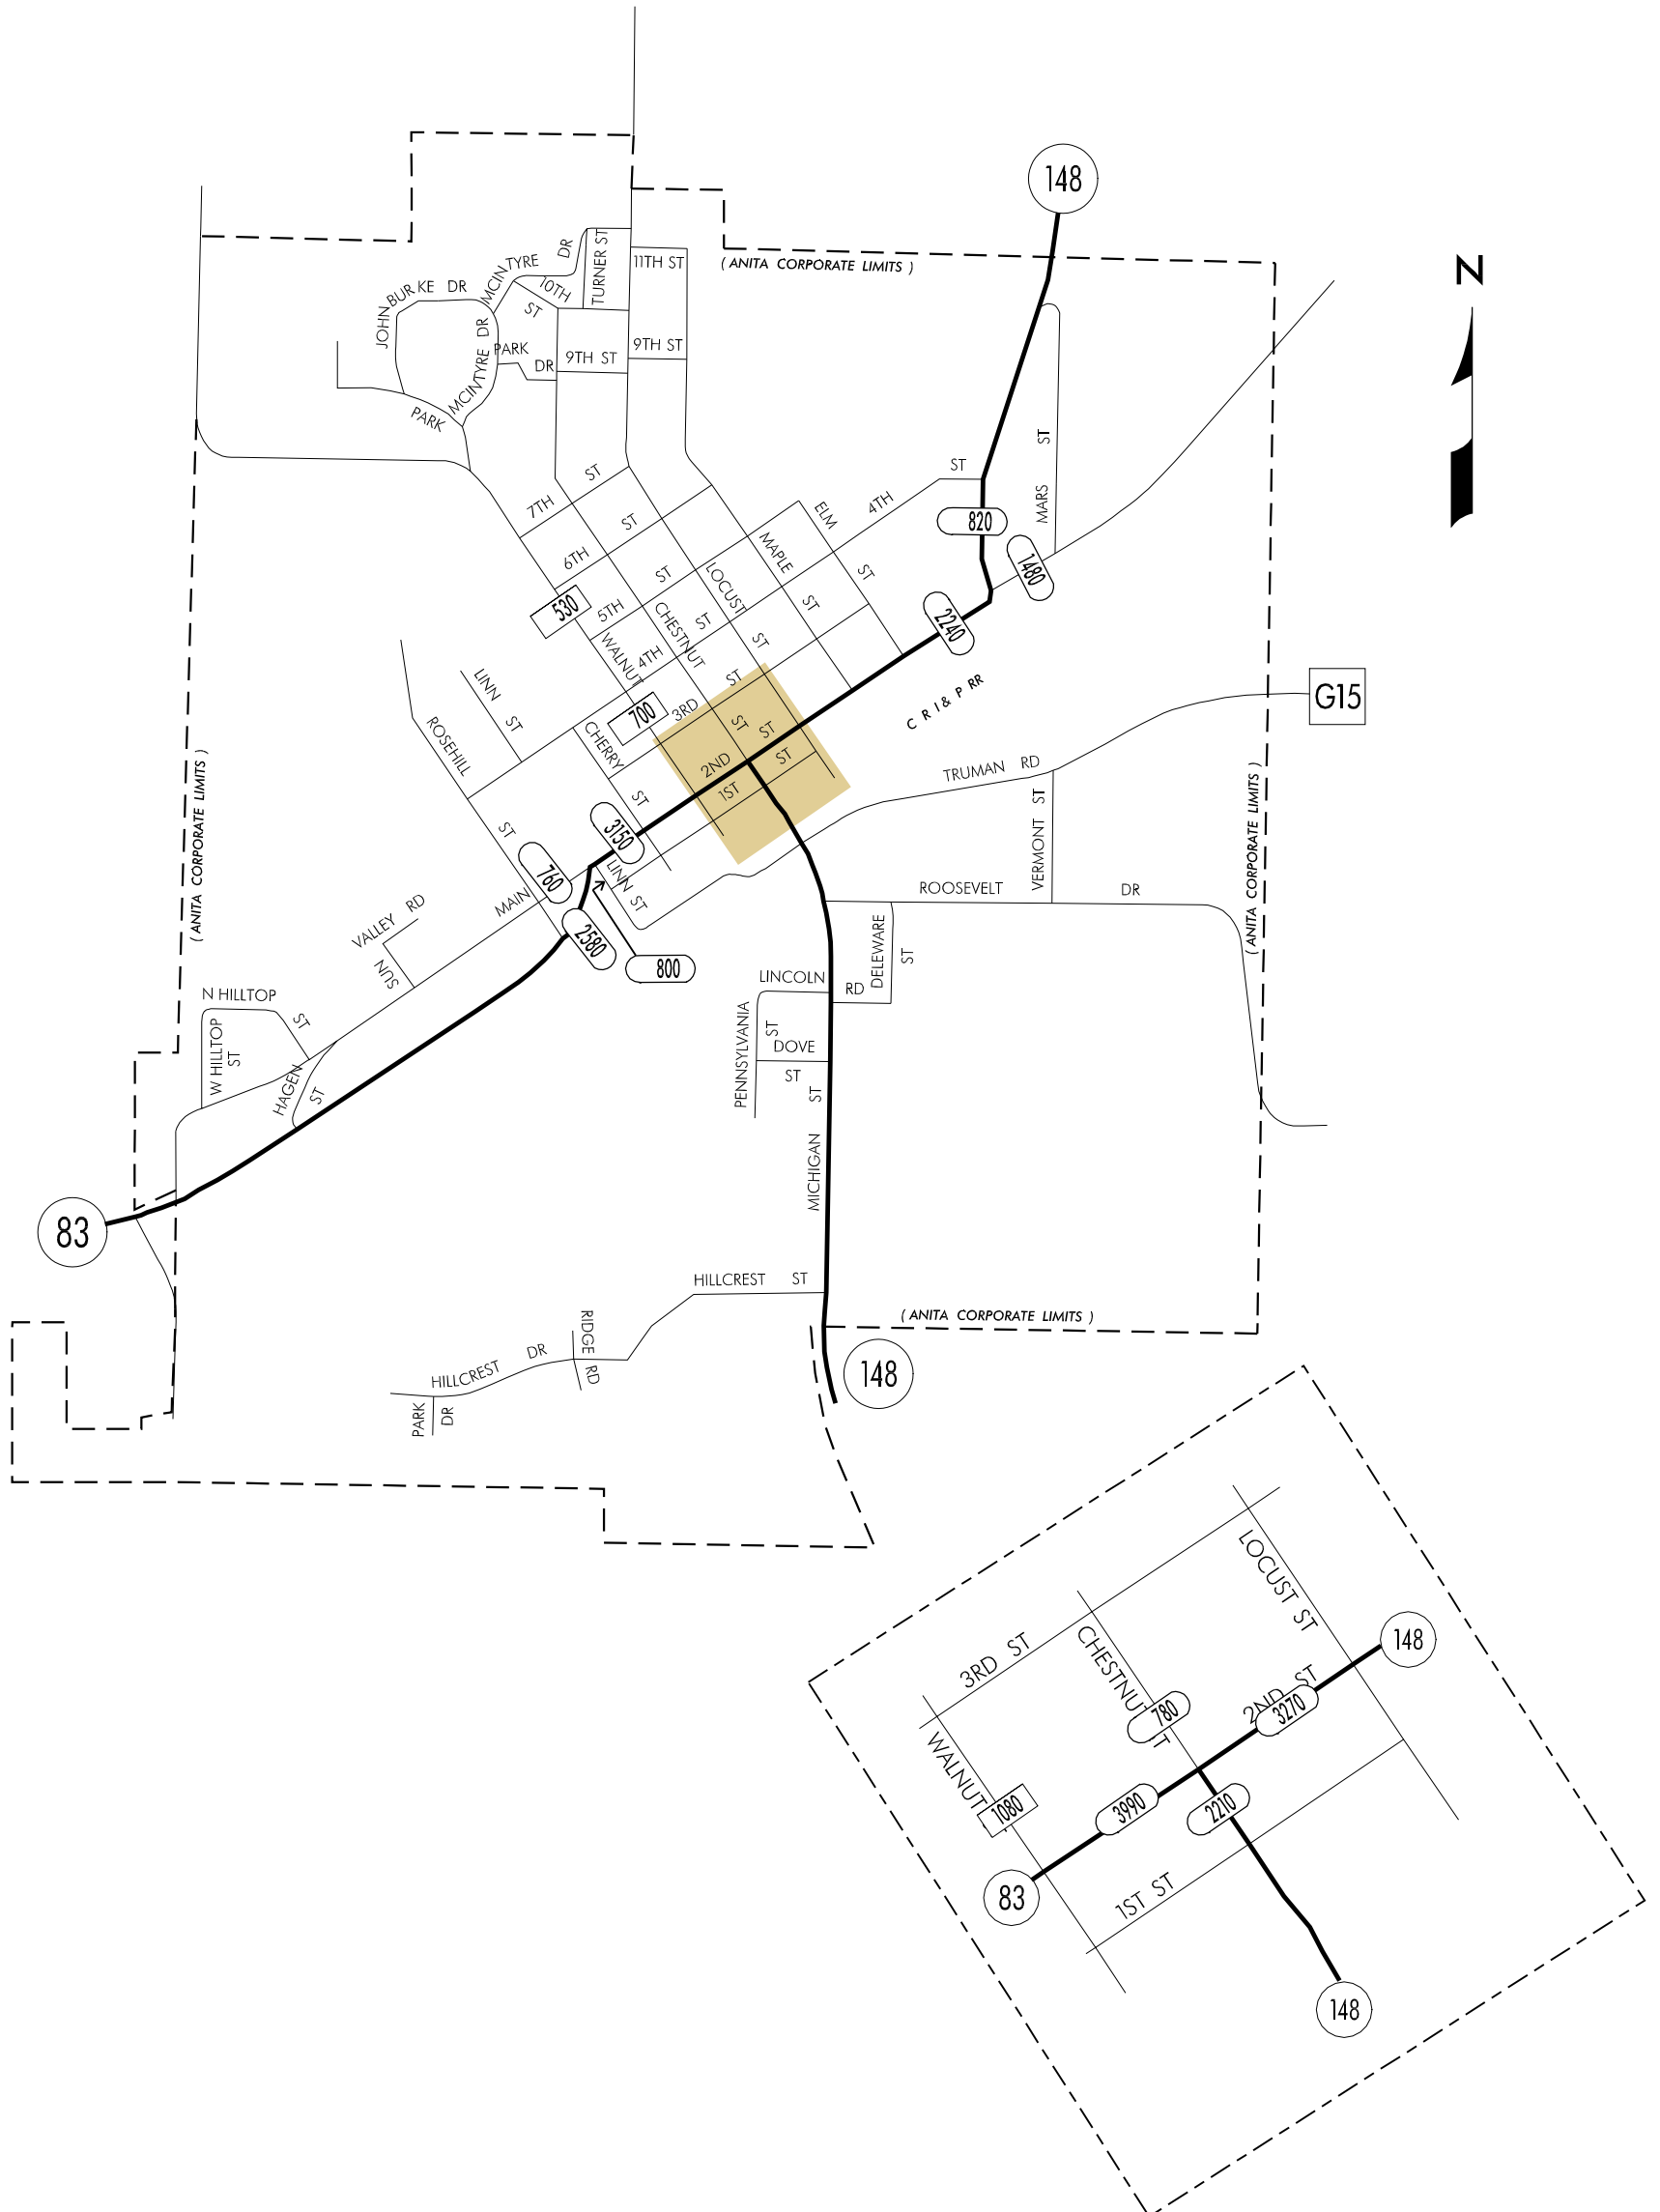 148
N
( ANITA CORPORATE LIMITS )
11TH ST
TURNER ST
MCINTYRE DR
10TH ST
JOHN BURKE DR
MCINTYRE DR
PARK DR
9TH ST
9TH ST
PARK
7TH ST
6TH ST
5TH ST
4TH ST
4TH ST
3RD ST
2ND ST
1ST ST
ELM ST
MAPLE ST
LOCUST ST
CHESTNUT ST
WALNUT
CHERRY ST
LINN ST
ROSEHILL ST
MARS ST
820
1480
2240
530
700
3150
760
2580
800
C R I & P RR
G15
TRUMAN RD
VERMONT ST
ROOSEVELT DR
( ANITA CORPORATE LIMITS )
( ANITA CORPORATE LIMITS )
LINN ST
MAIN
SUN VALLEY RD
N HILLTOP ST
W HILLTOP ST
HAGEN ST
DELEWARE ST
LINCOLN RD
PENNSYLVANIA ST
DOVE ST
MICHIGAN ST
83
HILLCREST ST
( ANITA CORPORATE LIMITS )
RIDGE RD
HILLCREST DR
PARK DR
148
LOCUST ST
3RD ST
CHESTNUT ST
2ND ST
148
780
3270
WALNUT
1080
3990
2210
83
1ST ST
148